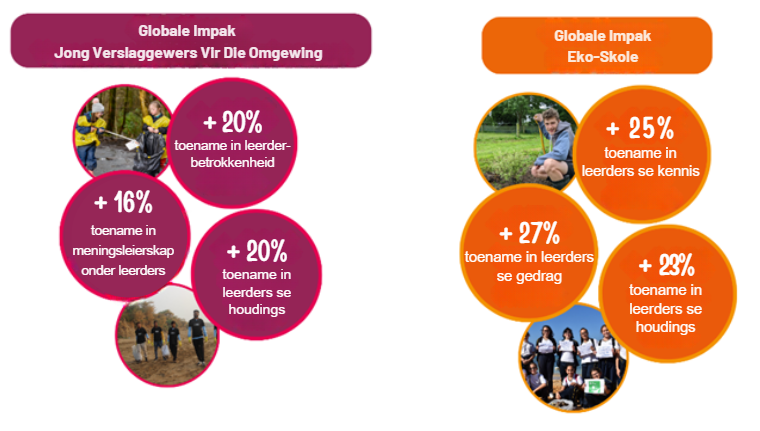 Globale Impak
Jong Verslaggewers Vir Die Omgewing
+ 20%
toename in leerder-
betrokkenheid
+ 16%
toename in
meningsleierskap
onder leerders
+ 20%
toename in
leerders se
houdings
Globale Impak
Eko-Skole
+ 25%
toename in
leerders se kennis
+ 27%
toename in leerders
se gedrag
+ 23%
toename in
leerders se
houdings